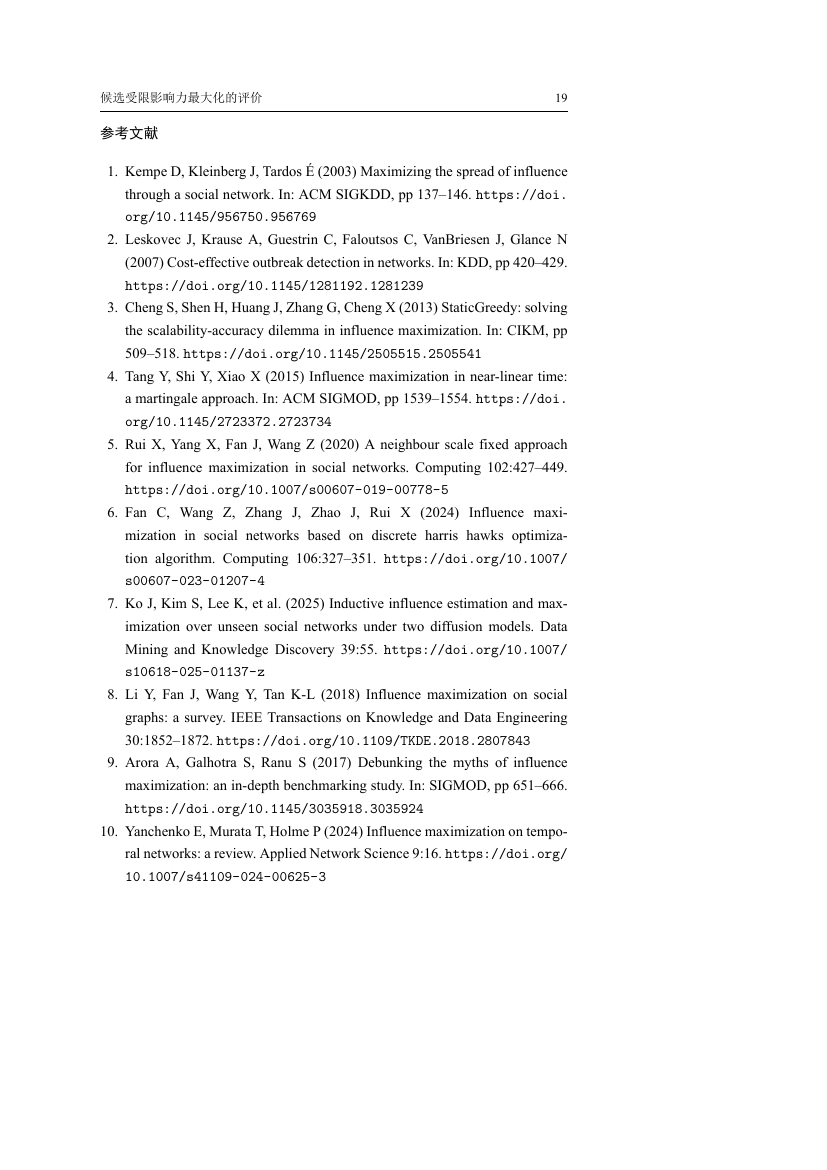 候选受限影响力最大化的评价 19
参考文献
1. Kempe D, Kleinberg J, Tardos É (2003) Maximizing the spread of influence
through a social network. In: ACM SIGKDD, pp 137–146. https://doi.
org/10.1145/956750.956769
2. Leskovec J, Krause A, Guestrin C, Faloutsos C, VanBriesen J, Glance N
(2007) Cost-effective outbreak detection in networks. In: KDD, pp 420–429.
https://doi.org/10.1145/1281192.1281239
3. Cheng S, Shen H, Huang J, Zhang G, Cheng X (2013) StaticGreedy: solving
the scalability-accuracy dilemma in influence maximization. In: CIKM, pp
509–518. https://doi.org/10.1145/2505515.2505541
4. Tang Y, Shi Y, Xiao X (2015) Influence maximization in near-linear time:
a martingale approach. In: ACM SIGMOD, pp 1539–1554. https://doi.
org/10.1145/2723372.2723734
5. Rui X, Yang X, Fan J, Wang Z (2020) A neighbour scale fixed approach
for influence maximization in social networks. Computing 102:427–449.
https://doi.org/10.1007/s00607-019-00778-5
6. Fan C, Wang Z, Zhang J, Zhao J, Rui X (2024) Influence maxi-
mization in social networks based on discrete harris hawks optimiza-
tion algorithm. Computing 106:327–351. https://doi.org/10.1007/
s00607-023-01207-4
7. Ko J, Kim S, Lee K, et al. (2025) Inductive influence estimation and max-
imization over unseen social networks under two diffusion models. Data
Mining and Knowledge Discovery 39:55. https://doi.org/10.1007/
s10618-025-01137-z
8. Li Y, Fan J, Wang Y, Tan K-L (2018) Influence maximization on social
graphs: a survey. IEEE Transactions on Knowledge and Data Engineering
30:1852–1872. https://doi.org/10.1109/TKDE.2018.2807843
9. Arora A, Galhotra S, Ranu S (2017) Debunking the myths of influence
maximization: an in-depth benchmarking study. In: SIGMOD, pp 651–666.
https://doi.org/10.1145/3035918.3035924
10. Yanchenko E, Murata T, Holme P (2024) Influence maximization on tempo-
ral networks: a review. Applied Network Science 9:16. https://doi.org/
10.1007/s41109-024-00625-3